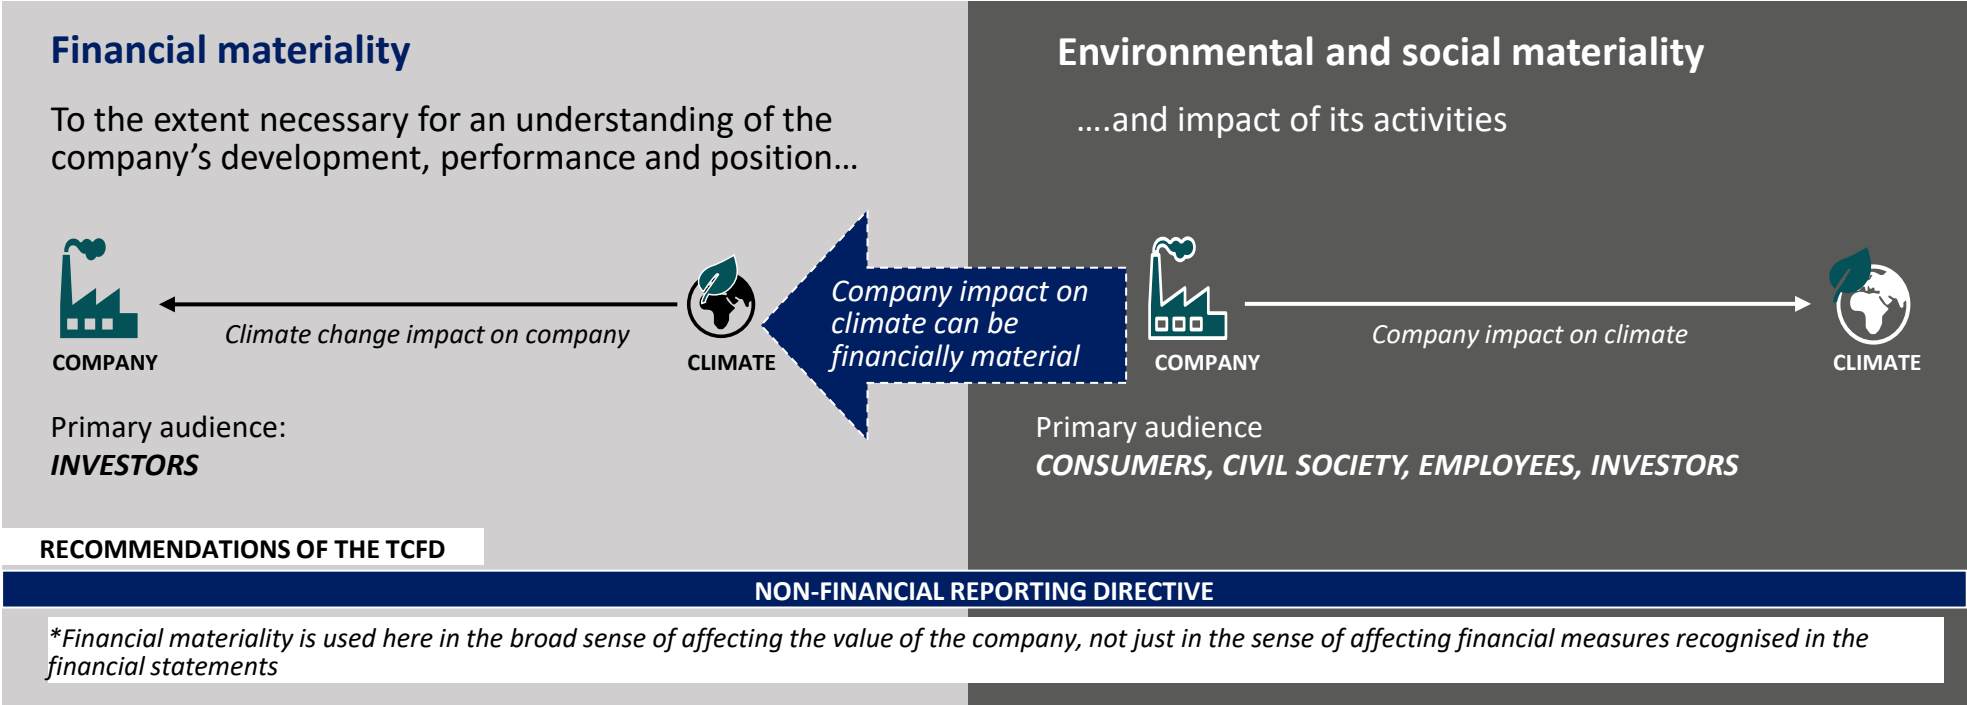 Financial materiality
To the extent necessary for an understanding of the
company's development, performance and position…
Climate change impact on company
COMPANY
CLIMATE
Primary audience:
INVESTORS
Company impact on
climate can be
financially material
Environmental and social materiality
….and impact of its activities
Company impact on climate
COMPANY
CLIMATE
Primary audience
CONSUMERS, CIVIL SOCIETY, EMPLOYEES, INVESTORS
RECOMMENDATIONS OF THE TCFD
NON-FINANCIAL REPORTING DIRECTIVE
*Financial materiality is used here in the broad sense of affecting the value of the company, not just in the sense of affecting financial measures recognised in the
financial statements